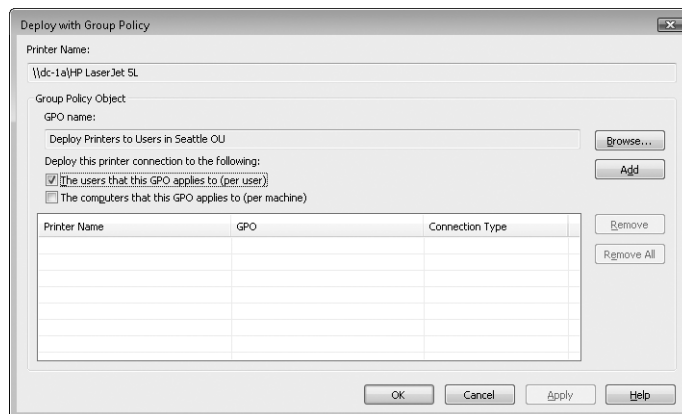 Deploy with Group Policy
Printer Name:
\\dc-1a\HP LaserJet 5L
Group Policy Object
GPO name:
Deploy Printers to Users in Seattle OU
Browse...
Deploy this printer connection to the following:
Add
The users that this GPO applies to (per user)
The computers that this GPO applies to (per machine)
Printer Name GPO Connection Type
Remove
Remove All
OK Cancel Apply Help